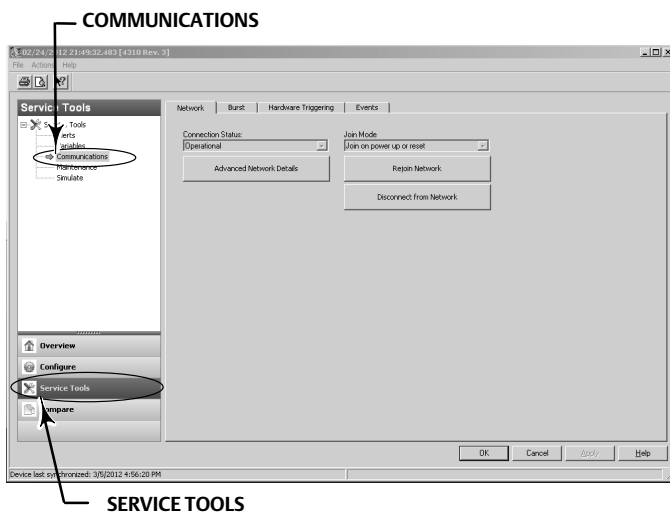 COMMUNICATIONS
02/24/2012 21:49:32.483 [4310 Rev. 3]
File Actions Help
Service Tools
Network Burst Hardware Triggering Events
Tools
Connection Status:
Join Mode
Operational
Join on power up or reset
Communications
Advanced Network Details
Rejoin Network
Maintenance
Simulate
Disconnect from Network
Overview
Configure
Service Tools
OK Cancel Apply Help
Device last synchronized: 3/5/2012 4:56:20 PM
SERVICE TOOLS